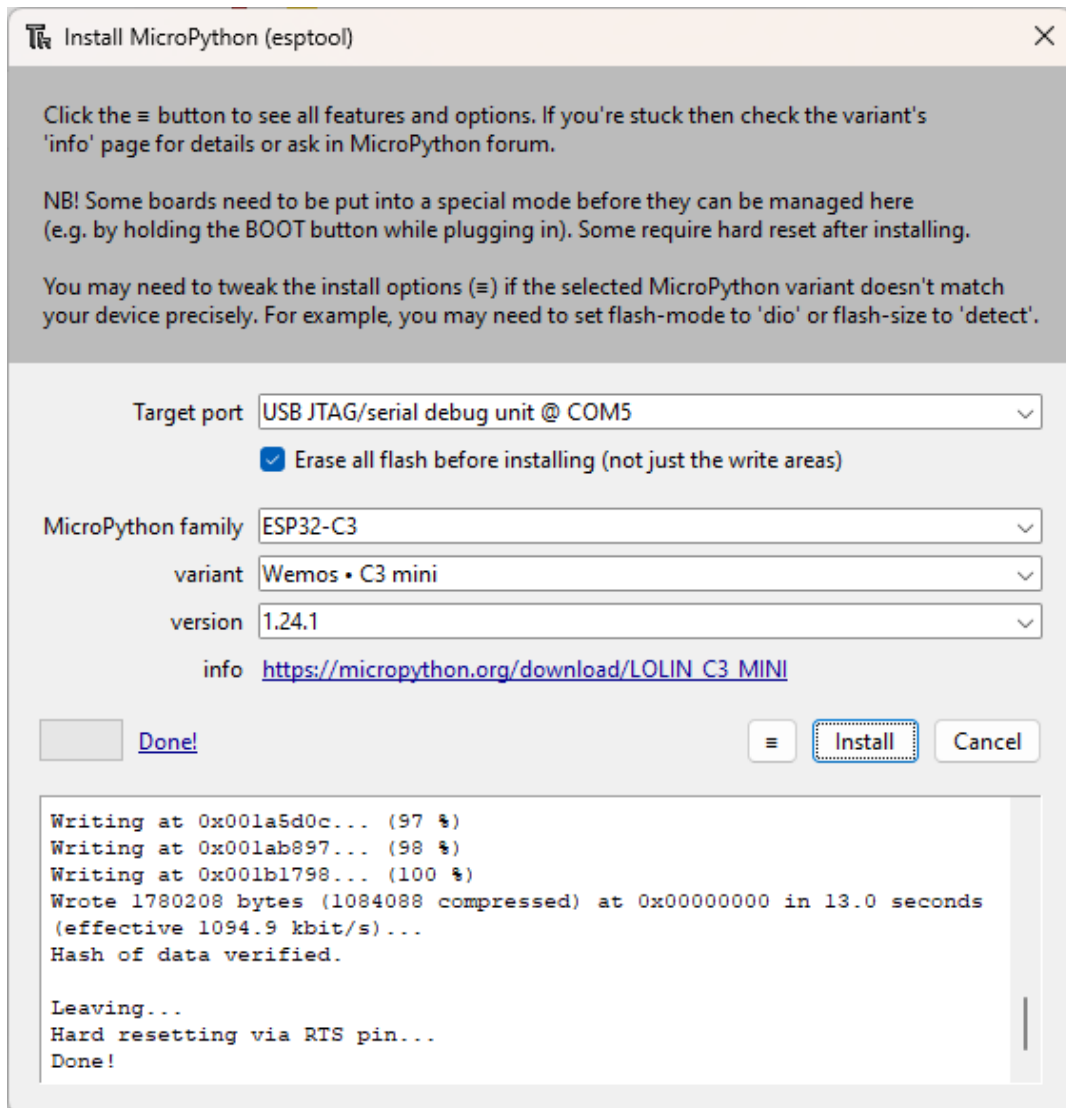 Install MicroPython (esptool)
Click the ≡ button to see all features and options. If you're stuck then check the variant's
'info' page for details or ask in MicroPython forum.
NB! Some boards need to be put into a special mode before they can be managed here
(e.g. by holding the BOOT button while plugging in). Some require hard reset after installing.
You may need to tweak the install options (≡) if the selected MicroPython variant doesn't match
your device precisely. For example, you may need to set flash-mode to 'dio' or flash-size to 'detect'.
Target port USB JTAG/serial debug unit @ COM5
Erase all flash before installing (not just the write areas)
MicroPython family ESP32-C3
variant Wemos • C3 mini
version 1.24.1
info https://micropython.org/download/LOLIN_C3_MINI
Done! ≡ Install Cancel
Writing at 0x001a5d0c... (97 %)
Writing at 0x001ab897... (98 %)
Writing at 0x001b1798... (100 %)
Wrote 1780208 bytes (1084088 compressed) at 0x00000000 in 13.0 seconds
(effective 1094.9 kbit/s)...
Hash of data verified.
Leaving...
Hard resetting via RTS pin...
Done!